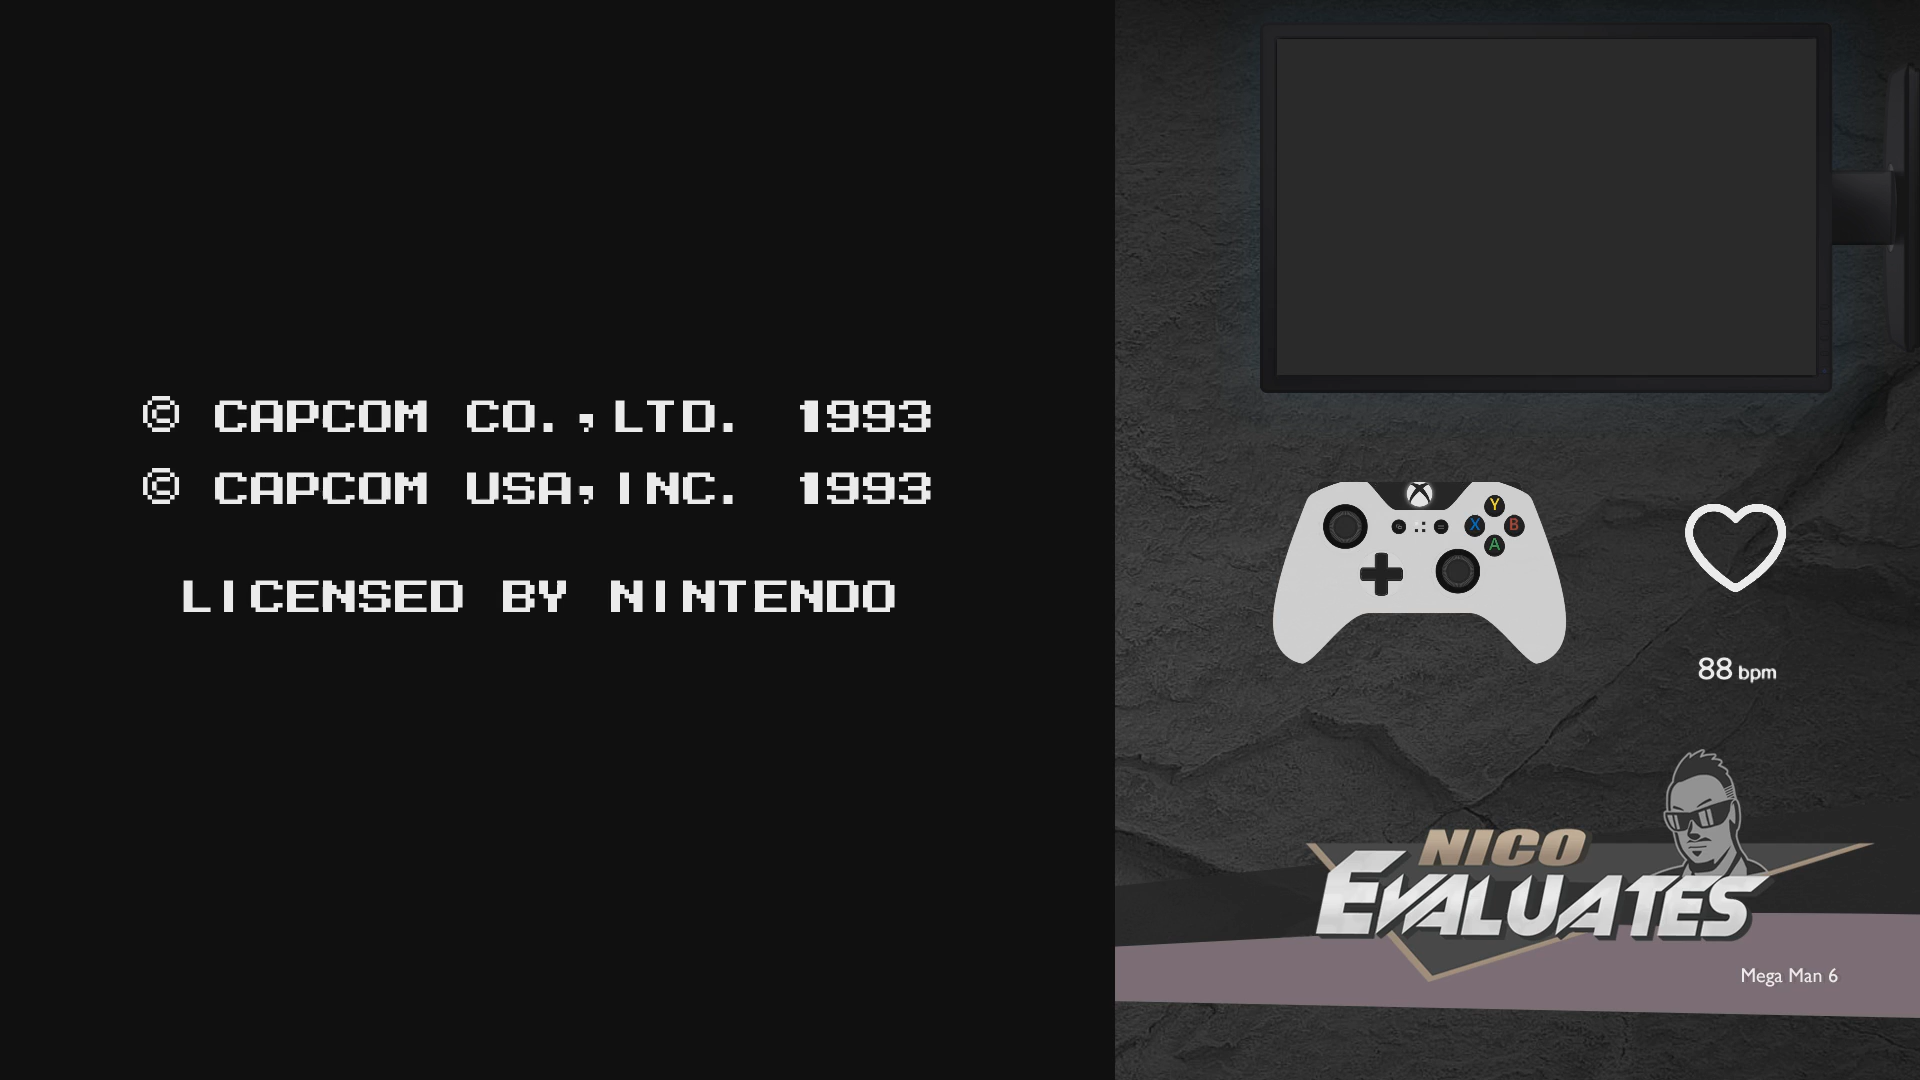 © CAPCOM CO.,LTD. 1993
© CAPCOM USA,INC. 1993
LICENSED BY NINTENDO
Y
X B
A
88 bpm
NICO
EVALUATES
Mega Man 6